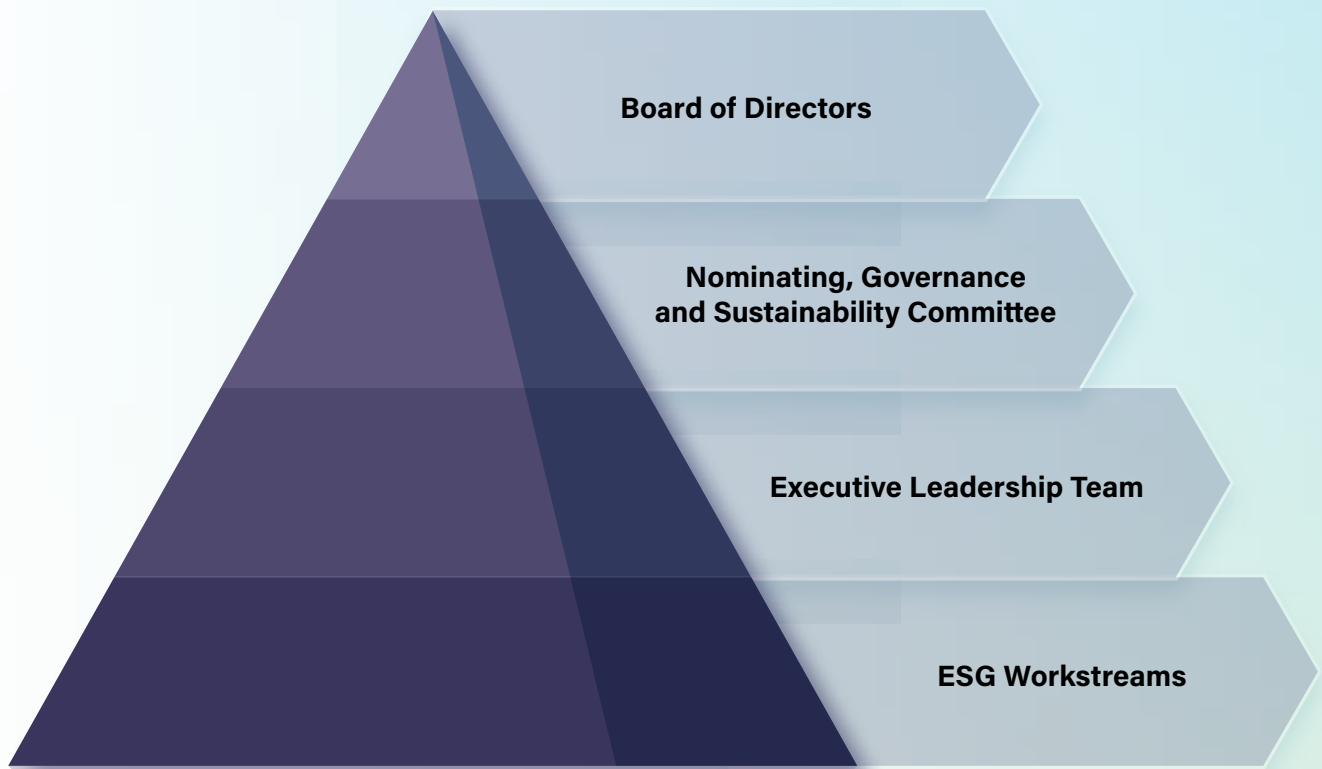 Board of Directors
Nominating, Governance
and Sustainability Committee
Executive Leadership Team
ESG Workstreams